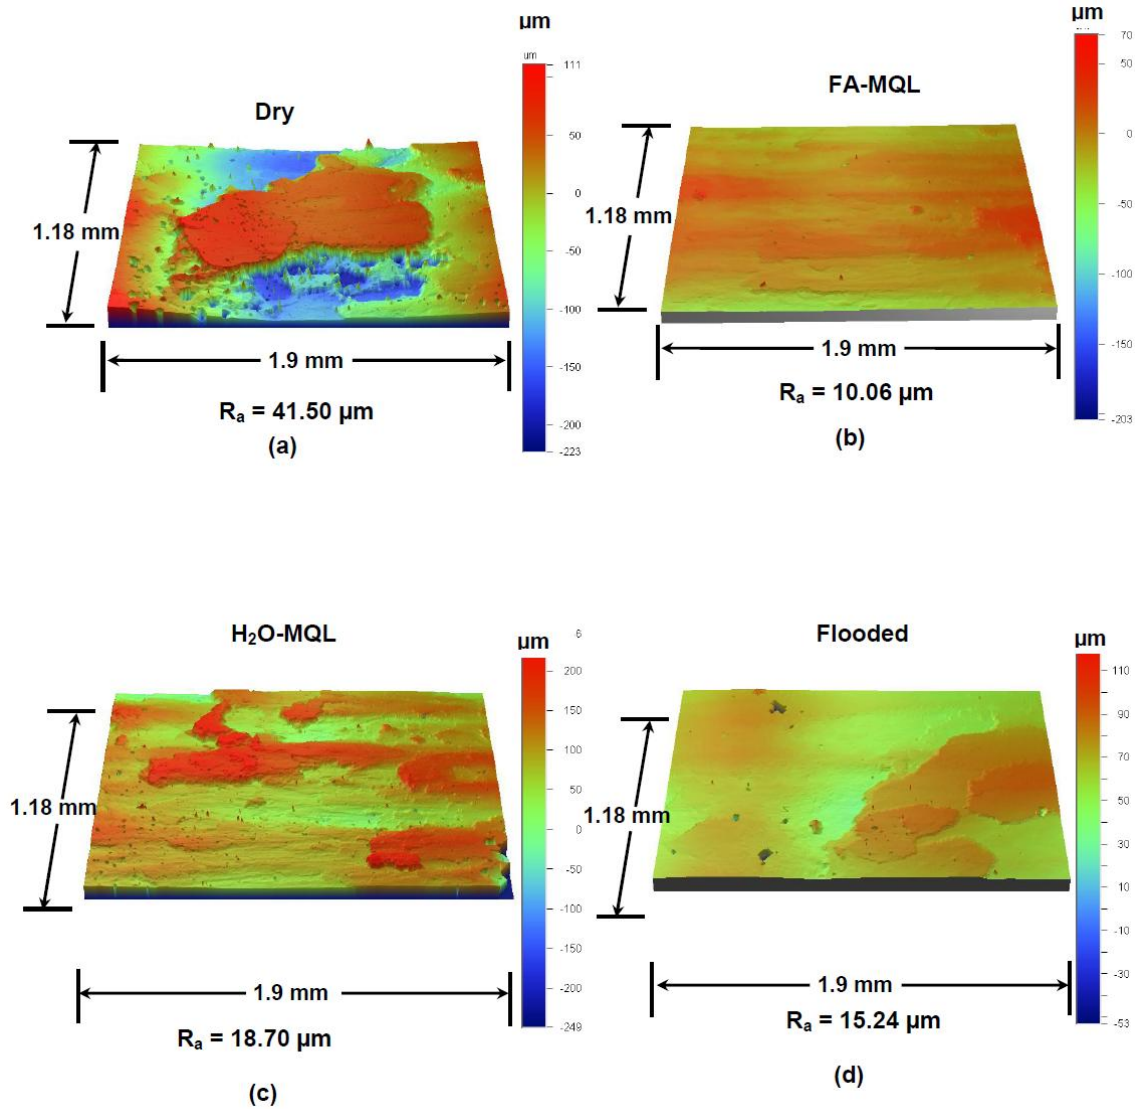 µm
um
Dry
111
50
0
-50
-100
-150
-200
-223
1.18 mm
1.9 mm
Ra = 41.50 µm
(a)
µm
FA-MQL
70
50
0
-50
-100
-150
-203
1.18 mm
1.9 mm
Ra = 10.06 µm
(b)
H2O-MQL
µm
6
200
150
100
50
0
-50
-100
-150
-200
-249
1.18 mm
1.9 mm
Ra = 18.70 µm
(c)
Flooded
µm
110
90
70
50
30
10
-10
-30
-53
1.18 mm
1.9 mm
Ra = 15.24 µm
(d)